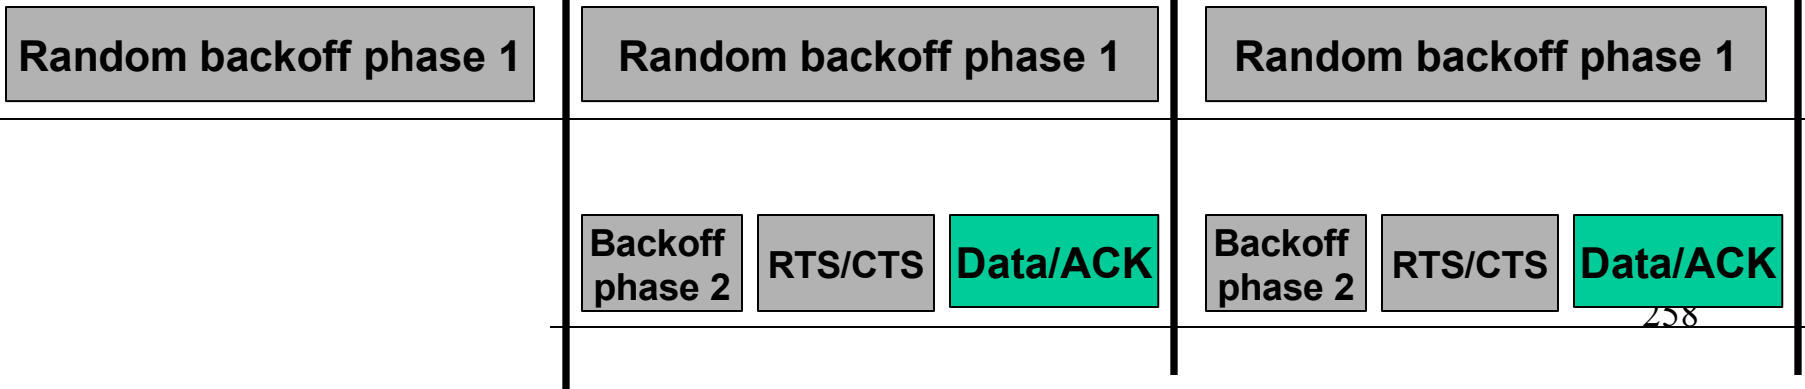 Random backoff phase 1
Random backoff phase 1
Random backoff phase 1
Backoff
phase 2
RTS/CTS
Data/ACK
Backoff
phase 2
RTS/CTS
Data/ACK
258